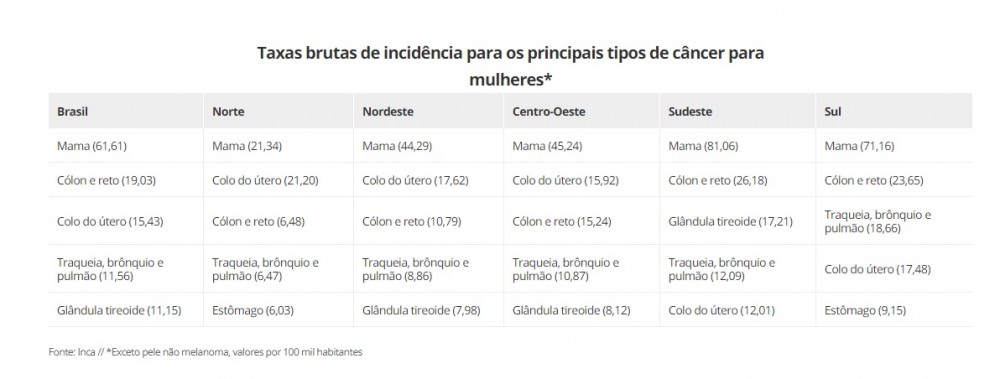 Taxas brutas de incidência para os principais tipos de câncer para
mulheres*
Brasil Norte Nordeste Centro-Oeste Sudeste Sul
Mama (61,61) Mama (21,34) Mama (44,29) Mama (45,24) Mama (81,06) Mama (71,16)
Cólon e reto (19,03) Colo do útero (21,20) Colo do útero (17,62) Colo do útero (15,92) Cólon e reto (26,18) Cólon e reto (23,65)
Colo do útero (15,43) Cólon e reto (6,48) Cólon e reto (10,79) Cólon e reto (15,24) Glândula tireoide (17,21) Traqueia, brônquio e
pulmão (18,66)
Traqueia, brônquio e Traqueia, brônquio e Traqueia, brônquio e Traqueia, brônquio e Traqueia, brônquio e Colo do útero (17,48)
pulmão (11,56) pulmão (6,47) pulmão (8,86) pulmão (10,87) pulmão (12,09)
Glândula tireoide (11,15) Estômago (6,03) Glândula tireoide (7,98) Glândula tireoide (8,12) Colo do útero (12,01) Estômago (9,15)
Fonte: Inca // *Exceto pele não melanoma, valores por 100 mil habitantes